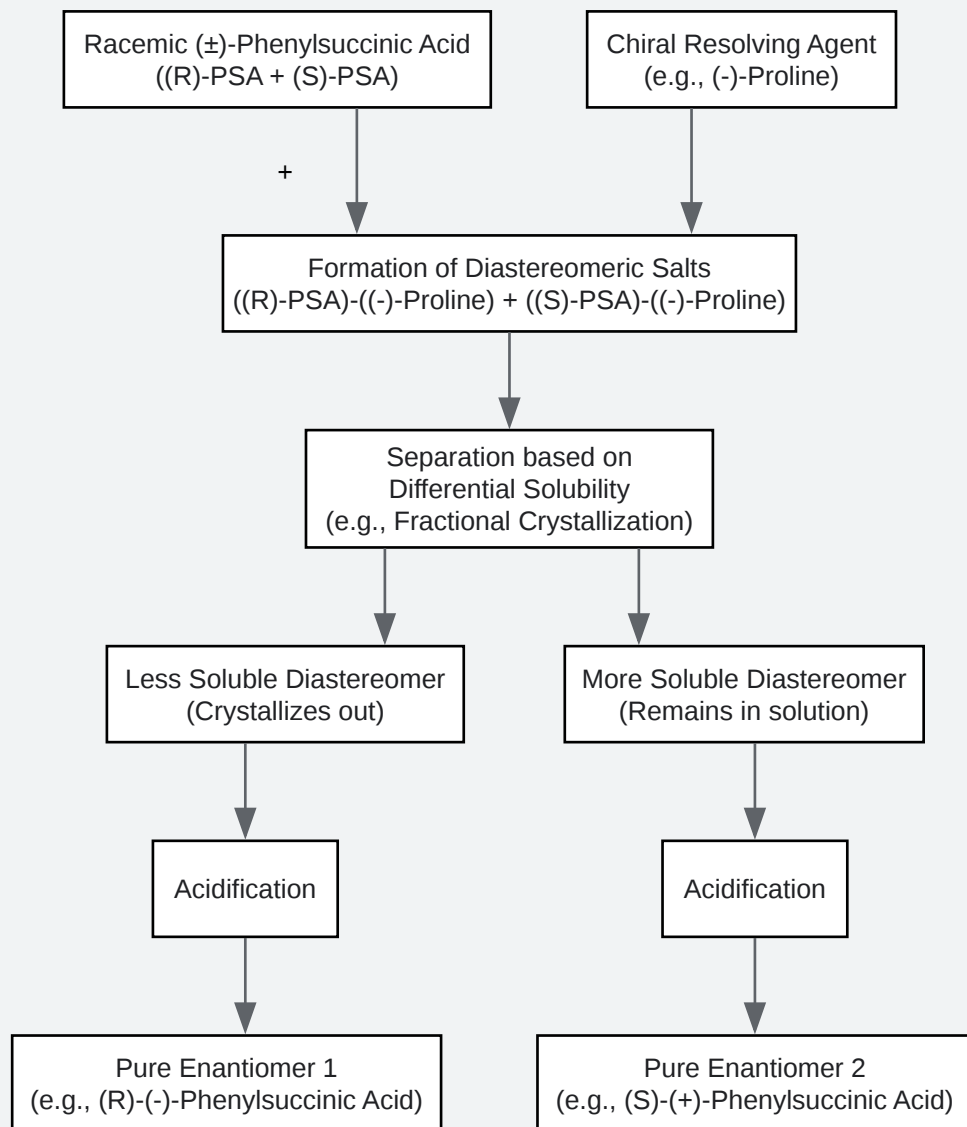 Racemic (±)-Phenylsuccinic Acid
((R)-PSA + (S)-PSA)
Chiral Resolving Agent
(e.g., (-)-Proline)
+
Formation of Diastereomeric Salts
((R)-PSA)-((-)-Proline) + ((S)-PSA)-((-)-Proline)
Separation based on
Differential Solubility
(e.g., Fractional Crystallization)
Less Soluble Diastereomer
(Crystallizes out)
More Soluble Diastereomer
(Remains in solution)
Acidification
Acidification
Pure Enantiomer 1
(e.g., (R)-(-)-Phenylsuccinic Acid)
Pure Enantiomer 2
(e.g., (S)-(+)-Phenylsuccinic Acid)